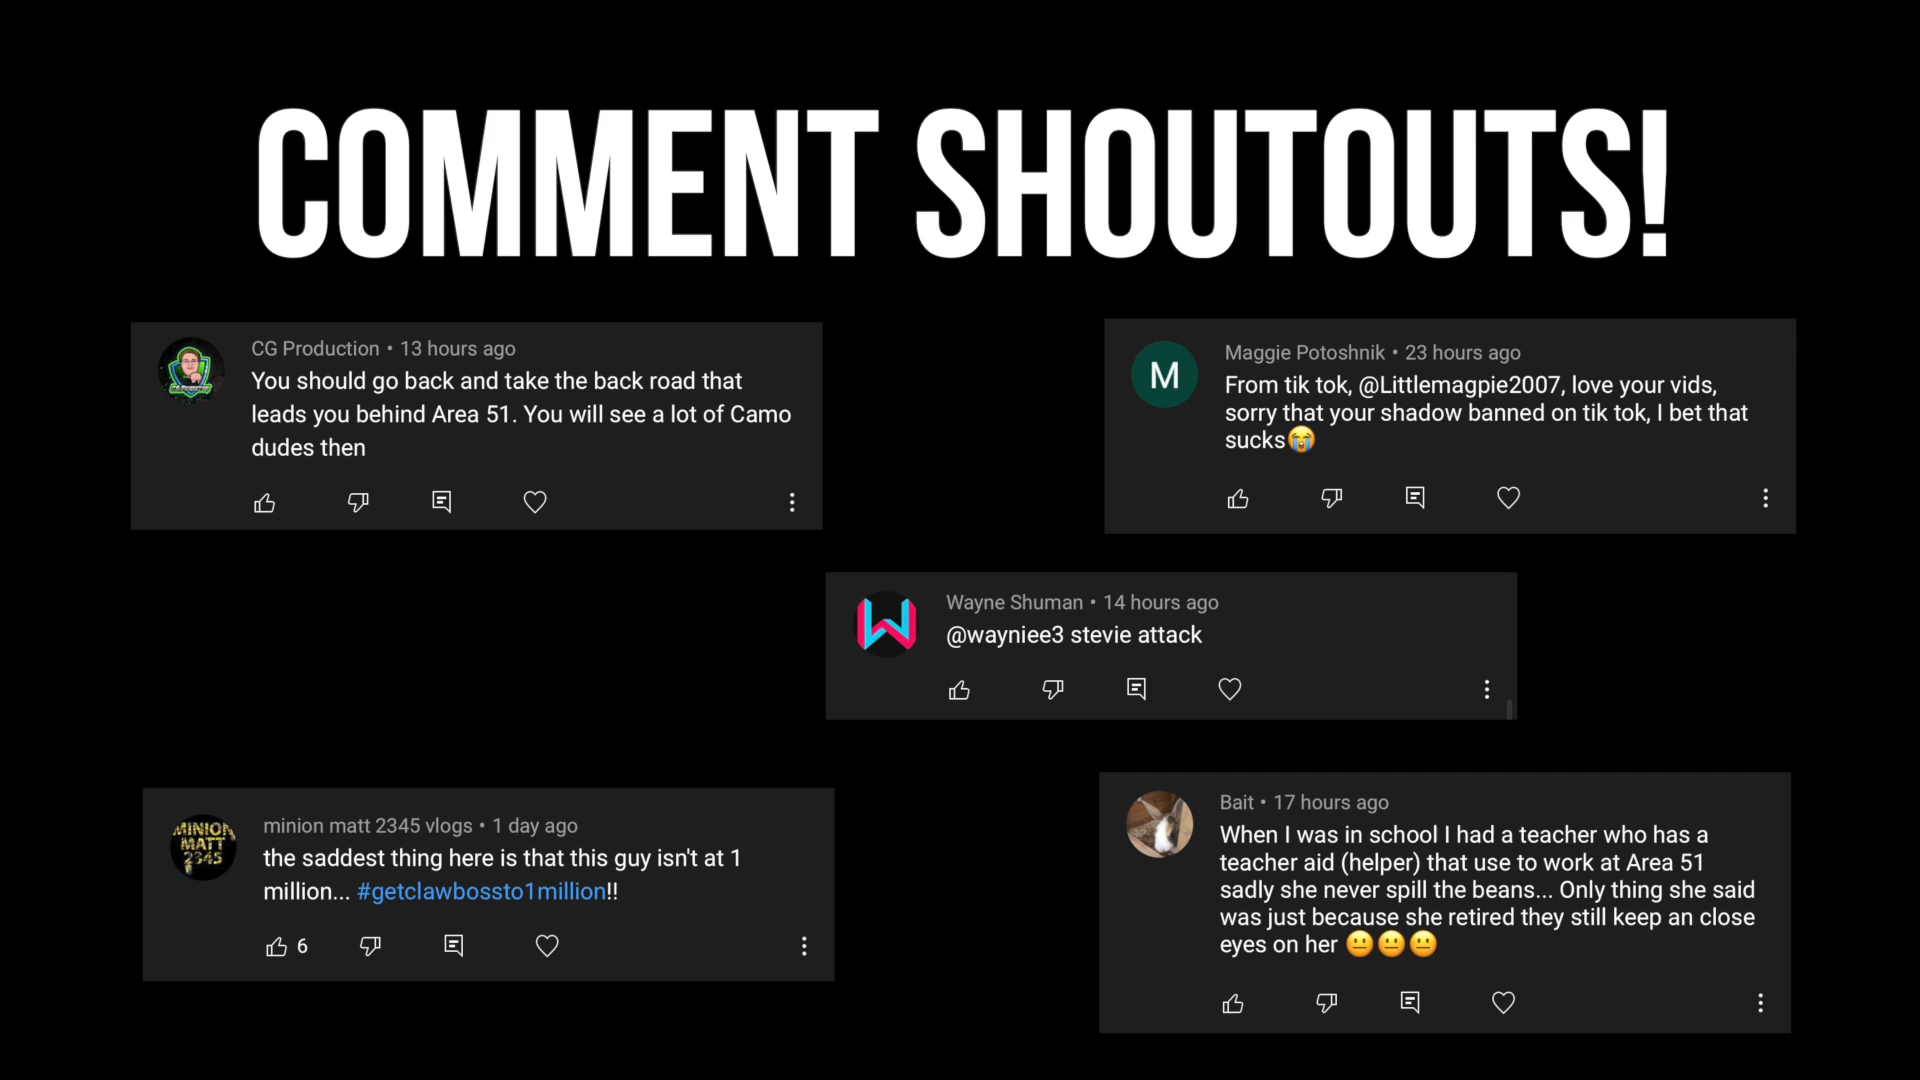 COMMENT SHOUTOUTS!
CG Production • 13 hours ago
You should go back and take the back road that
leads you behind Area 51. You will see a lot of Camo
dudes then
M
Maggie Potoshnik • 23 hours ago
From tik tok, @Littlemagpie2007, love your vids,
sorry that your shadow banned on tik tok, I bet that
sucks😭
W
Wayne Shuman • 14 hours ago
@wayniee3 stevie attack
MINION
MATT
2345
minion matt 2345 vlogs • 1 day ago
the saddest thing here is that this guy isn't at 1
million... #getclawbossto1million!!
6
Bait • 17 hours ago
When I was in school I had a teacher who has a
teacher aid (helper) that use to work at Area 51
sadly she never spill the beans... Only thing she said
was just because she retired they still keep an close
eyes on her 😐😐😐